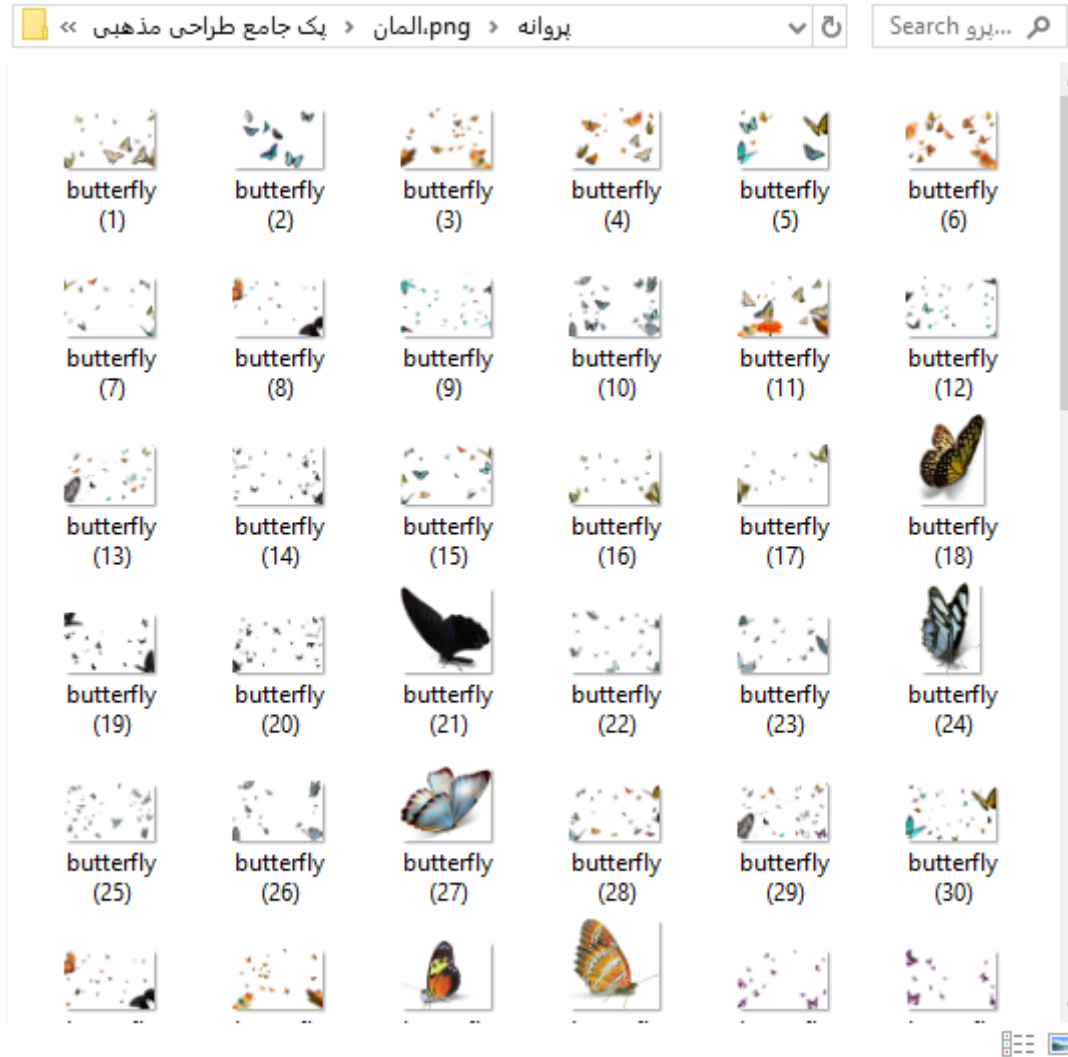 « پک جامع طراحی مذهبی › المان،png › پروانه
Search پرو...
butterfly (1)
butterfly (2)
butterfly (3)
butterfly (4)
butterfly (5)
butterfly (6)
butterfly (7)
butterfly (8)
butterfly (9)
butterfly (10)
butterfly (11)
butterfly (12)
butterfly (13)
butterfly (14)
butterfly (15)
butterfly (16)
butterfly (17)
butterfly (18)
butterfly (19)
butterfly (20)
butterfly (21)
butterfly (22)
butterfly (23)
butterfly (24)
butterfly (25)
butterfly (26)
butterfly (27)
butterfly (28)
butterfly (29)
butterfly (30)